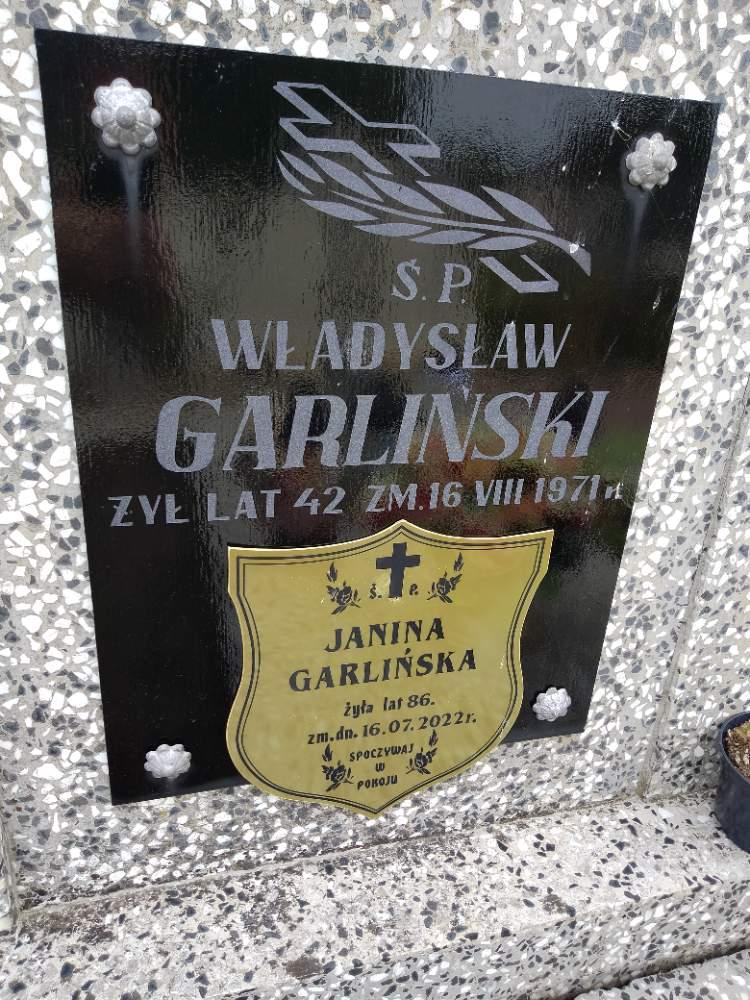 Ś. P.
WŁADYSŁAW
GARLIŃSKI
ŻYŁ LAT 42 ZM. 16 VIII 1971 R.
Ś. P.
JANINA
GARLIŃSKA
żyła lat 86.
zm.dn. 16.07.2022r.
SPOCZYWAJ
W
POKOJU